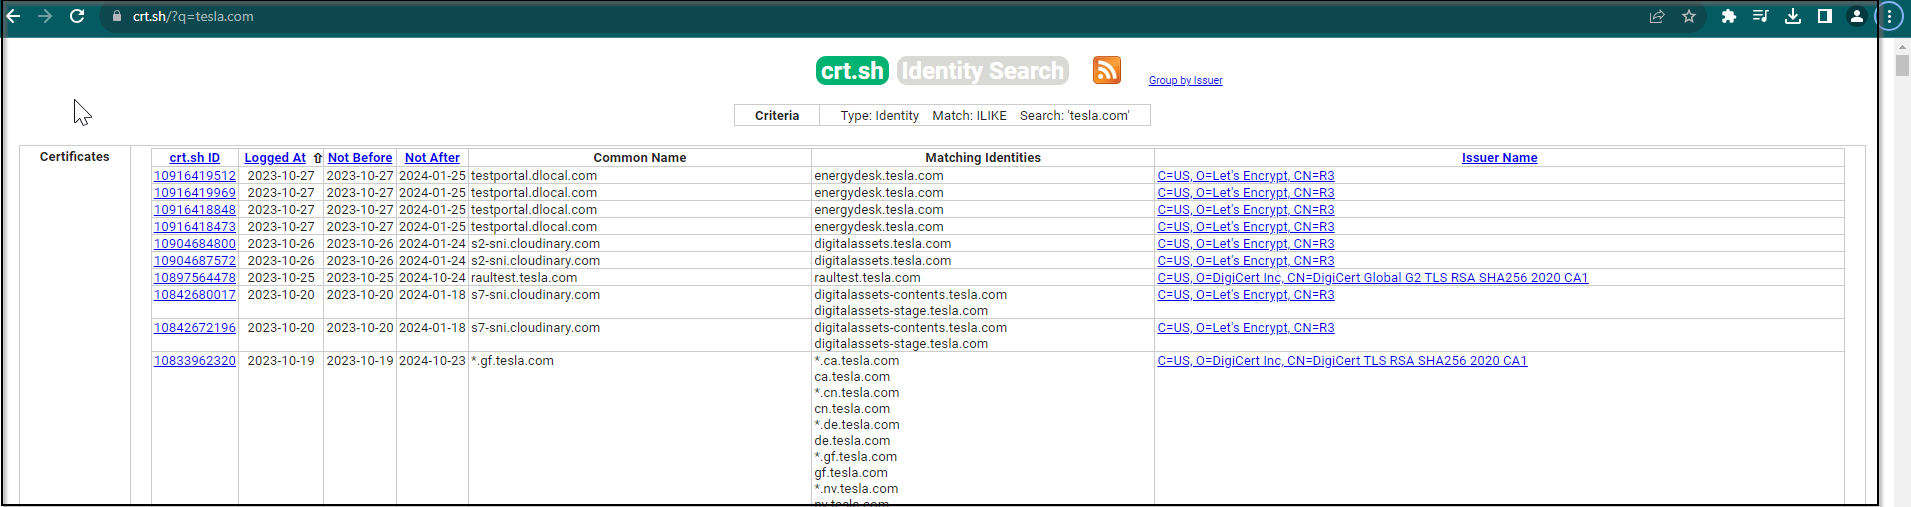 crt.sh/?q=tesla.com
crt.sh Identity Search Group by Issuer
Criteria Type: Identity Match: ILIKE Search: 'tesla.com'
Certificates crt.sh ID Logged At ⇧ Not Before Not After Common Name Matching Identities Issuer Name
10916419512 2023-10-27 2023-10-27 2024-01-25 testportal.dlocal.com energydesk.tesla.com C=US, O=Let's Encrypt, CN=R3
10916419969 2023-10-27 2023-10-27 2024-01-25 testportal.dlocal.com energydesk.tesla.com C=US, O=Let's Encrypt, CN=R3
10916418848 2023-10-27 2023-10-27 2024-01-25 testportal.dlocal.com energydesk.tesla.com C=US, O=Let's Encrypt, CN=R3
10916418473 2023-10-27 2023-10-27 2024-01-25 testportal.dlocal.com energydesk.tesla.com C=US, O=Let's Encrypt, CN=R3
10904684800 2023-10-26 2023-10-26 2024-01-24 s2-sni.cloudinary.com digitalassets.tesla.com C=US, O=Let's Encrypt, CN=R3
10904687572 2023-10-26 2023-10-26 2024-01-24 s2-sni.cloudinary.com digitalassets.tesla.com C=US, O=Let's Encrypt, CN=R3
10897564478 2023-10-25 2023-10-25 2024-10-24 raultest.tesla.com raultest.tesla.com C=US, O=DigiCert Inc, CN=DigiCert Global G2 TLS RSA SHA256 2020 CA1
10842680017 2023-10-20 2023-10-20 2024-01-18 s7-sni.cloudinary.com digitalassets-contents.tesla.com C=US, O=Let's Encrypt, CN=R3
digitalassets-stage.tesla.com
10842672196 2023-10-20 2023-10-20 2024-01-18 s7-sni.cloudinary.com digitalassets-contents.tesla.com C=US, O=Let's Encrypt, CN=R3
digitalassets-stage.tesla.com
10833962320 2023-10-19 2023-10-19 2024-10-23 *.gf.tesla.com *.ca.tesla.com C=US, O=DigiCert Inc, CN=DigiCert TLS RSA SHA256 2020 CA1
ca.tesla.com
*.cn.tesla.com
cn.tesla.com
*.de.tesla.com
de.tesla.com
*.gf.tesla.com
gf.tesla.com
*.nv.tesla.com